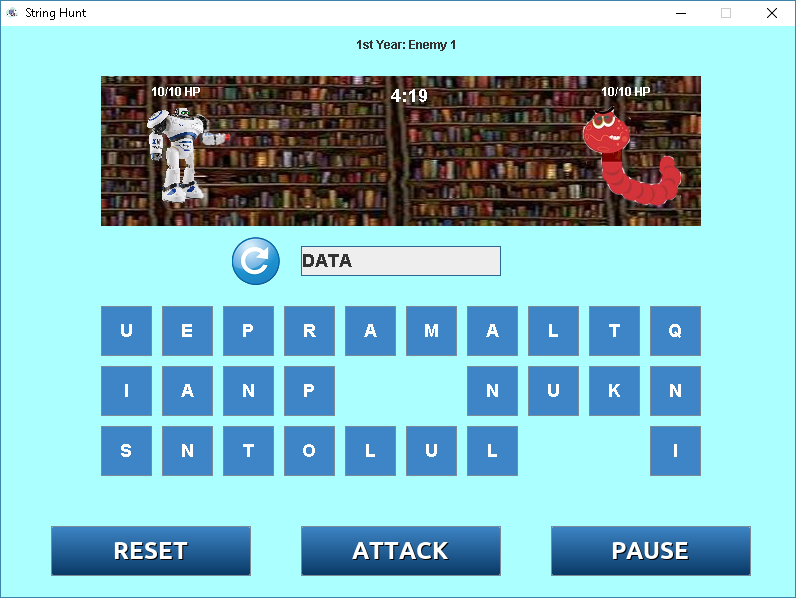 String Hunt
1st Year: Enemy 1
10/10 HP 4:19 10/10 HP
DATA
U E P R A M A L T Q
I A N P N U K N
S N T O L U L I
RESET ATTACK PAUSE